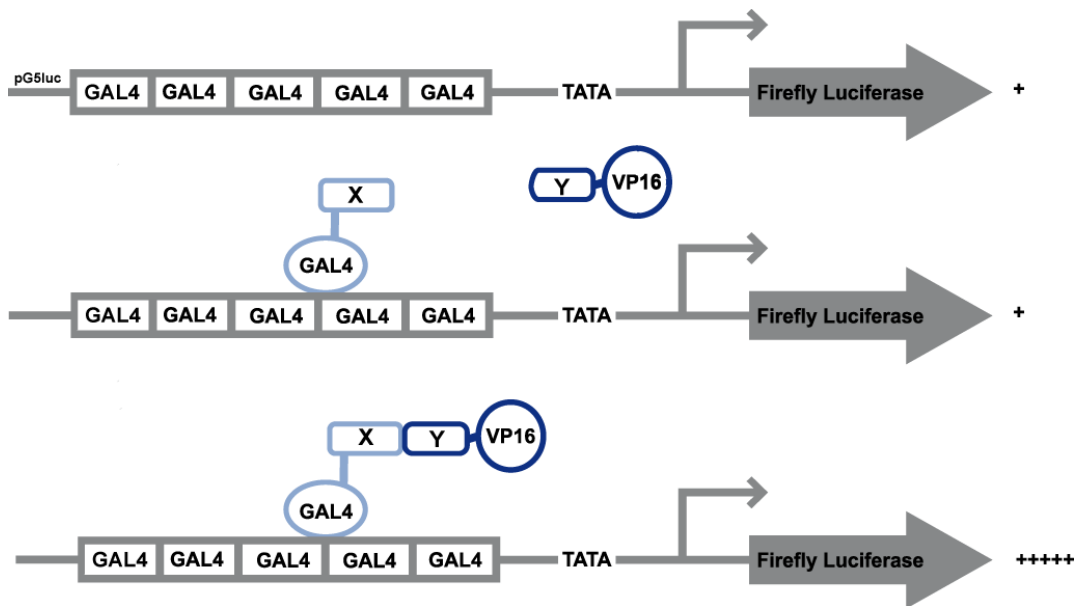 pG5luc
GAL4 GAL4 GAL4 GAL4 GAL4 TATA Firefly Luciferase +
X Y VP16
GAL4
GAL4 GAL4 GAL4 GAL4 GAL4 TATA Firefly Luciferase +
X Y VP16
GAL4
GAL4 GAL4 GAL4 GAL4 GAL4 TATA Firefly Luciferase +++++